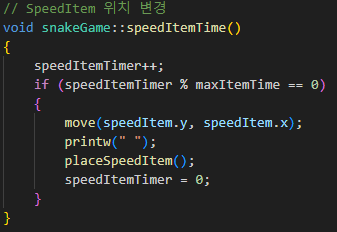 // SpeedItem 위치 변경
void snakeGame::speedItemTime()
{
    speedItemTimer++;
    if (speedItemTimer % maxItemTime == 0)
    {
        move(speedItem.y, speedItem.x);
        printw(" ");
        placeSpeedItem();
        speedItemTimer = 0;
    }
}